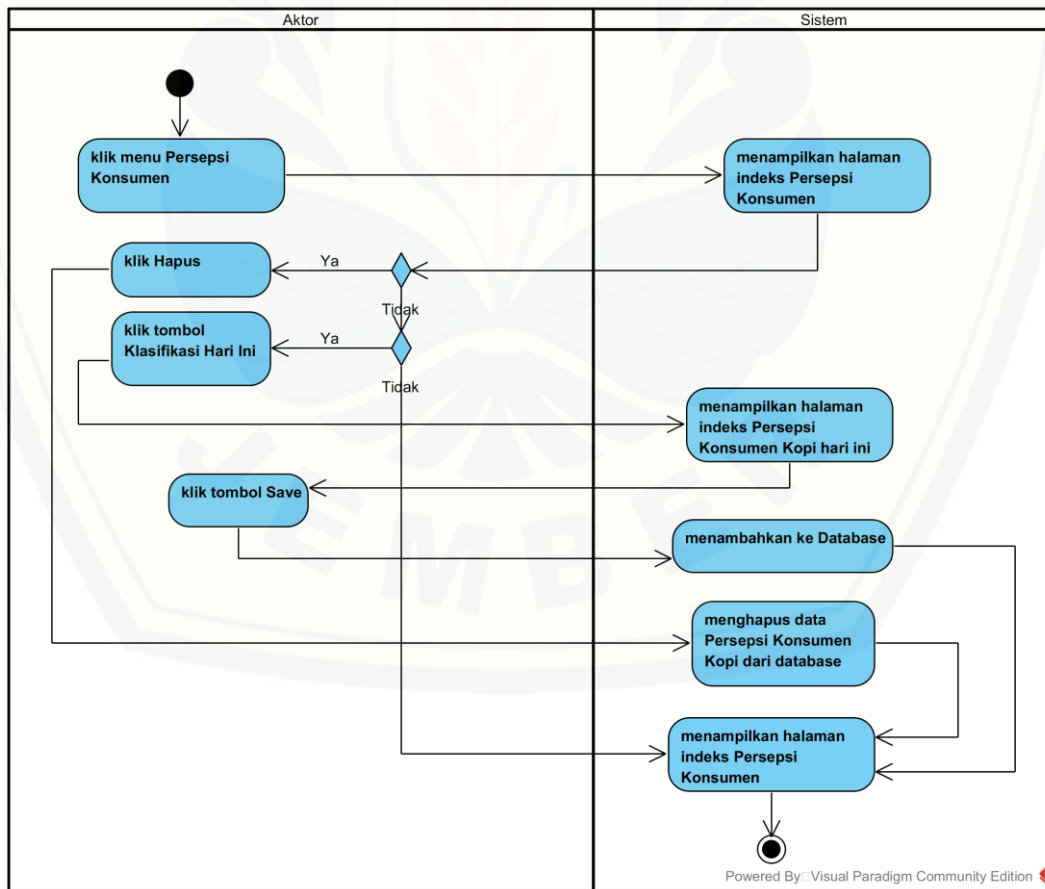 Aktor
Sistem
klik menu Persepsi
Konsumen
menampilkan halaman
indeks Persepsi
Konsumen
klik Hapus
Ya
Tidak
klik tombol
Klasifikasi Hari Ini
Ya
Tidak
menampilkan halaman
indeks Persepsi
Konsumen Kopi hari ini
klik tombol Save
menambahkan ke Database
menghapus data
Persepsi Konsumen
Kopi dari database
menampilkan halaman
indeks Persepsi
Konsumen
JEMBER
Powered By Visual Paradigm Community Edition